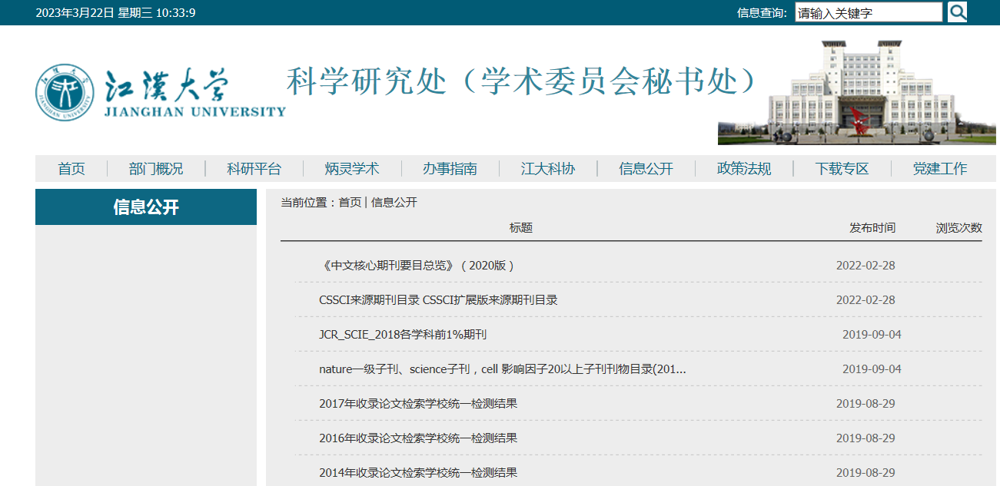 2023年3月22日 星期三 10:33:9 信息查询: 请输入关键字
江漢大学
JIANGHAN UNIVERSITY
科学研究处（学术委员会秘书处）
首页 部门概况 科研平台 炳灵学术 办事指南 江大科协 信息公开 政策法规 下载专区 党建工作
信息公开
当前位置：首页 | 信息公开
标题 发布时间 浏览次数
《中文核心期刊要目总览》（2020版） 2022-02-28
CSSCI来源期刊目录 CSSCI扩展版来源期刊目录 2022-02-28
JCR_SCIE_2018各学科前1%期刊 2019-09-04
nature一级子刊、science子刊，cell 影响因子20以上子刊刊物目录(201... 2019-09-04
2017年收录论文检索学校统一检测结果 2019-08-29
2016年收录论文检索学校统一检测结果 2019-08-29
2014年收录论文检索学校统一检测结果 2019-08-29